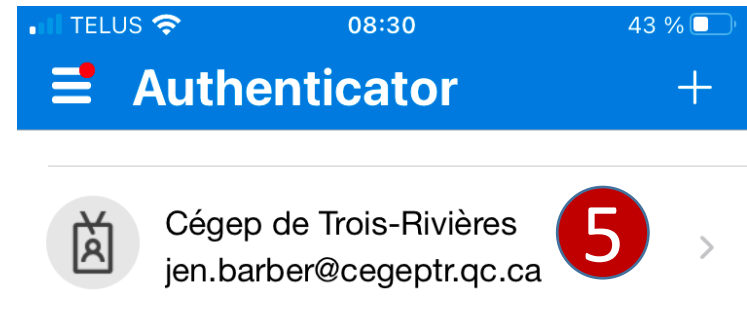 TELUS 08:30 43 %
Authenticator
Cégep de Trois-Rivières
jen.barber@cegeptr.qc.ca
5